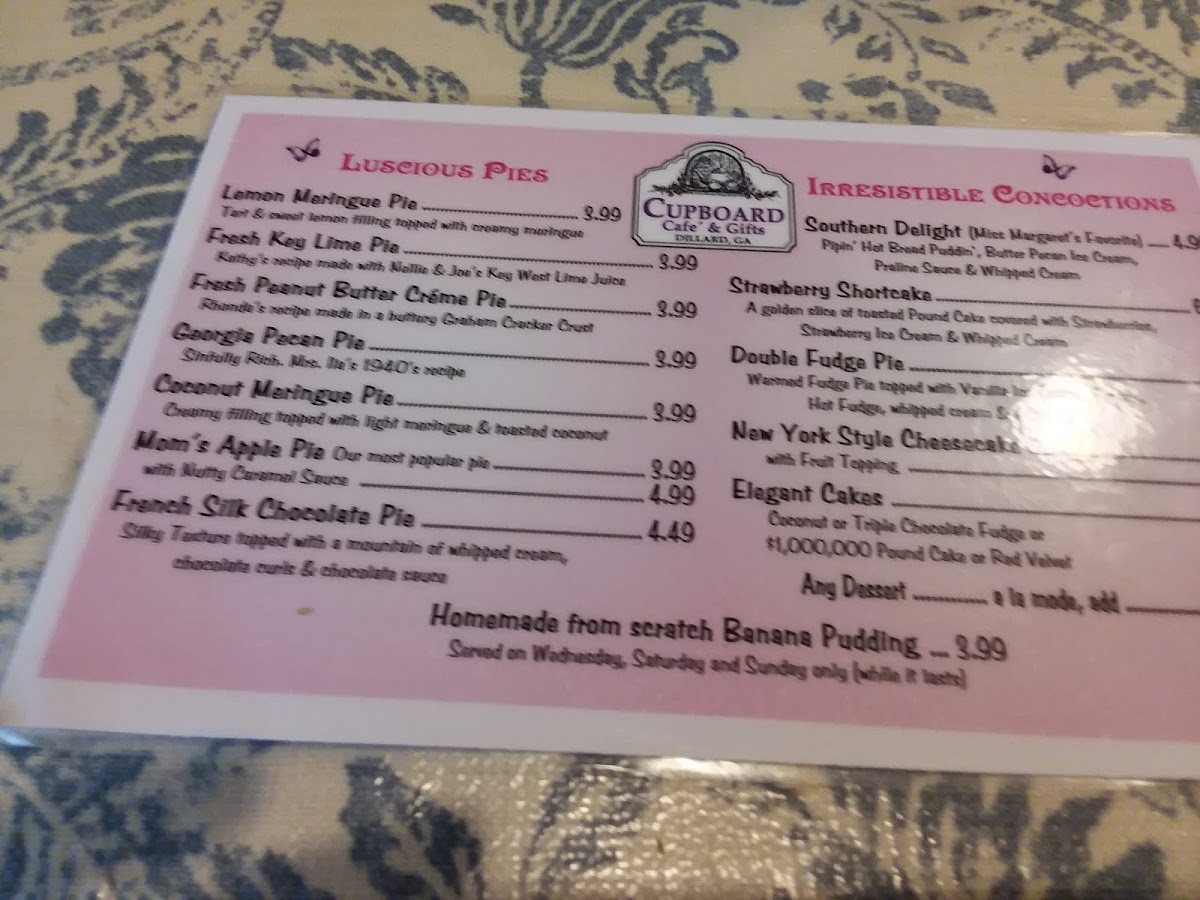 Luscious Pies
Lemon Meringue Pie 3.99
Tart & sweet lemon filling topped with creamy meringue
Fresh Key Lime Pie 3.99
Kathy's recipe made with Nellie & Joe's Key West Lime Juice
Fresh Peanut Butter Créme Pie 3.99
Rhonda's recipe made in a buttery Graham Cracker Crust
Georgia Pecan Pie 3.99
Sinfully Rich. Mrs. Ila's 1940's recipe
Coconut Meringue Pie 3.99
Creamy filling topped with light meringue & toasted coconut
Mom's Apple Pie Our most popular pie 3.99
with Nutty Caramel Sauce 4.99
French Silk Chocolate Pie 4.49
Silky Texture topped with a mountain of whipped cream,
chocolate curls & chocolate sauce
Cupboard
Cafe' & Gifts
Dillard, GA
Irresistible Concoctions
Southern Delight (Miss Margaret's Favorite) 4.9
Pipin' Hot Bread Puddin', Butter Pecan Ice Cream,
Praline Sauce & Whipped Cream
Strawberry Shortcake
A golden slice of toasted Pound Cake covered with Strawberries,
Strawberry Ice Cream & Whipped Cream
Double Fudge Pie
Warmed Fudge Pie topped with Vanilla
Hot Fudge, whipped cream &
New York Style Cheesecake
with Fruit Topping
Elegant Cakes
Coconut or Triple Chocolate Fudge or
$1,000,000 Pound Cake or Red Velvet
Any Dessert ............ a la mode, add
Homemade from scratch Banana Pudding ... 3.99
Served on Wednesday, Saturday and Sunday only (while it lasts)